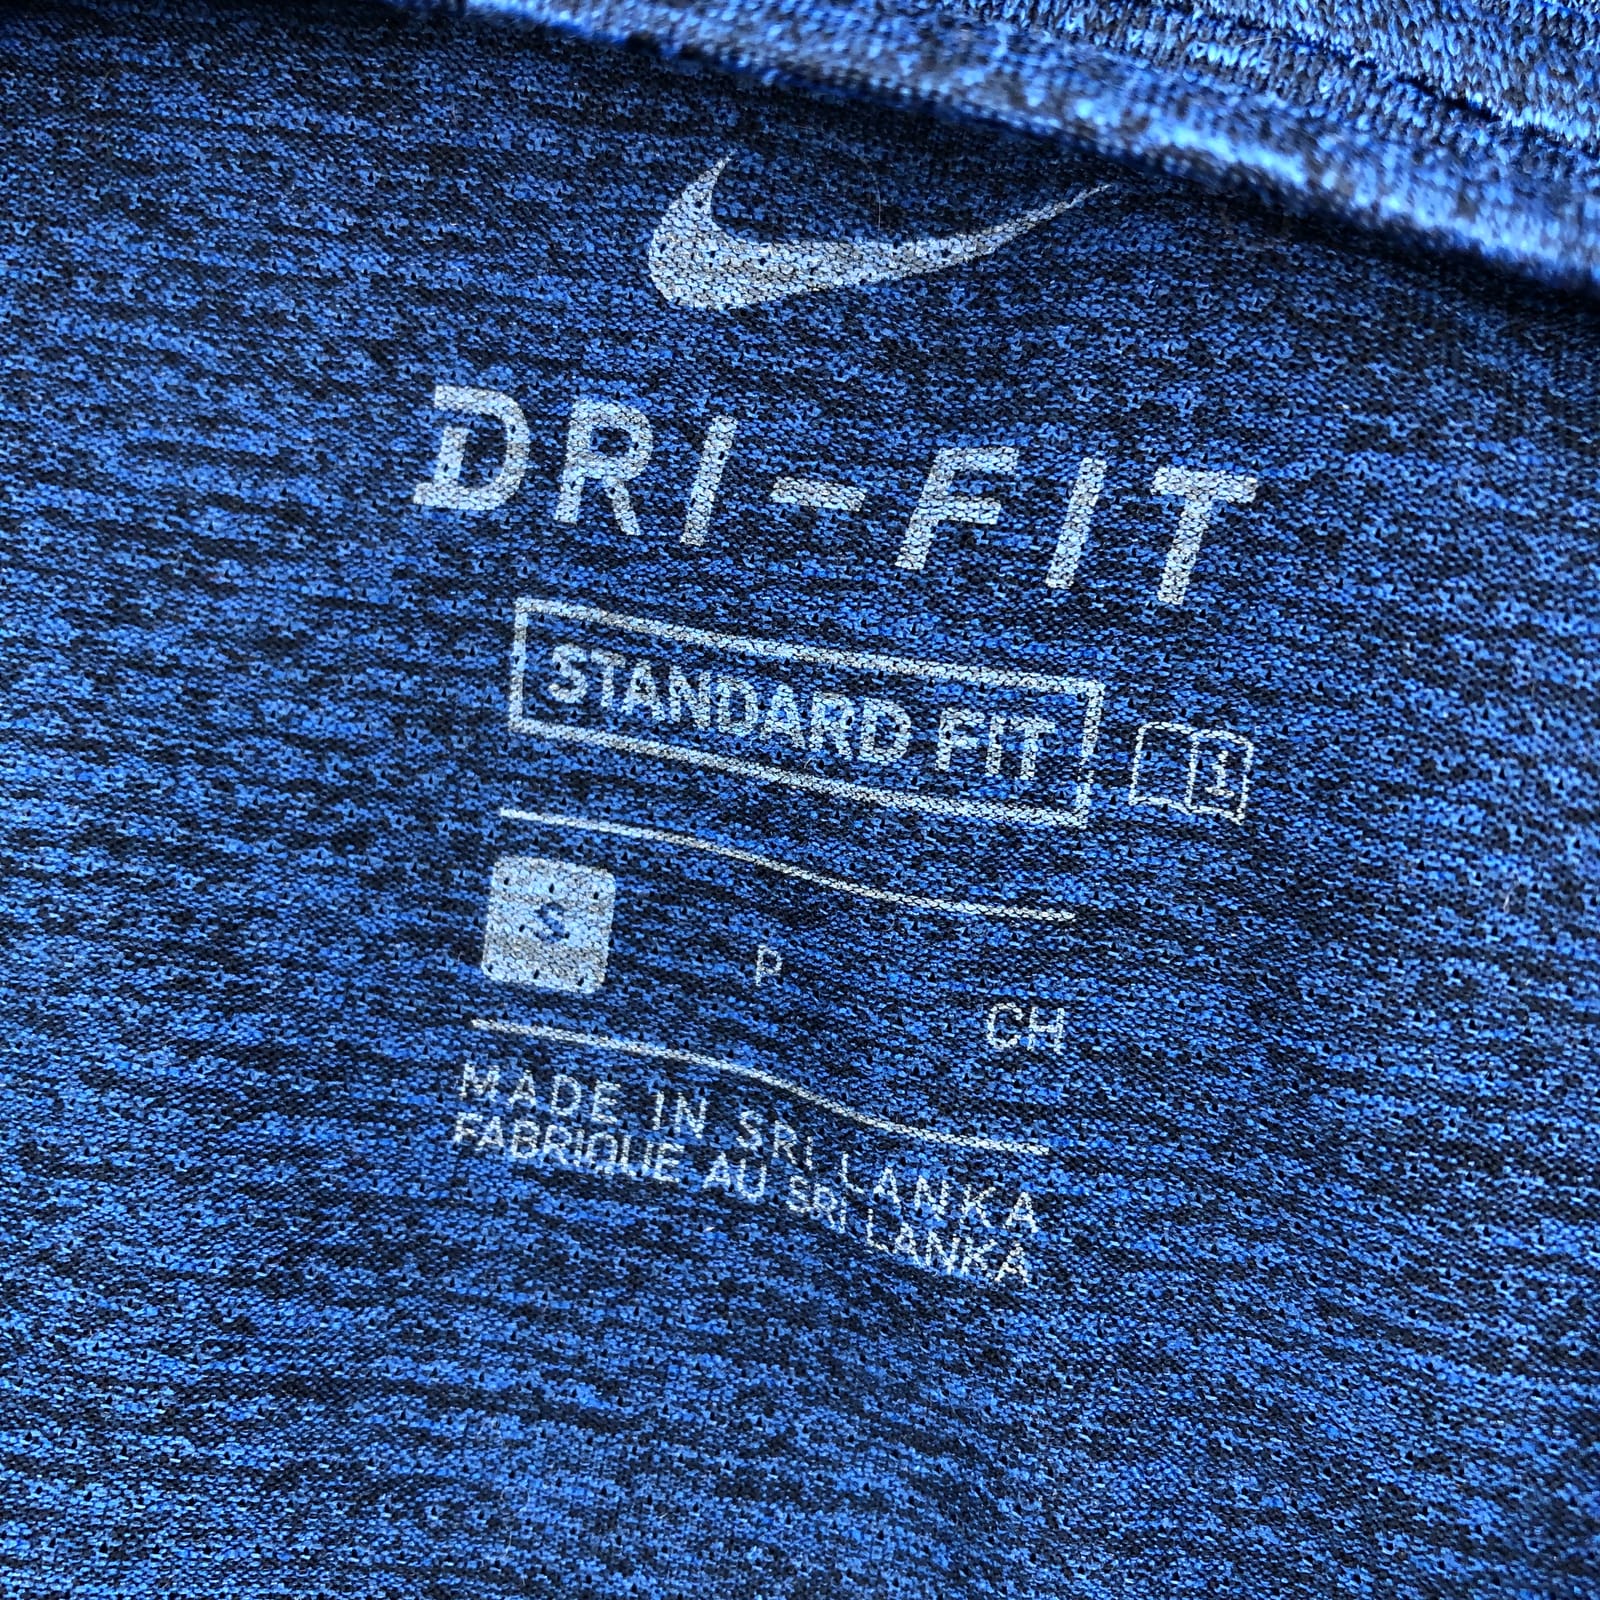 DRI-FIT
STANDARD FIT i
S P CH
MADE IN SRI LANKA
FABRIQUE AU SRI LANKA